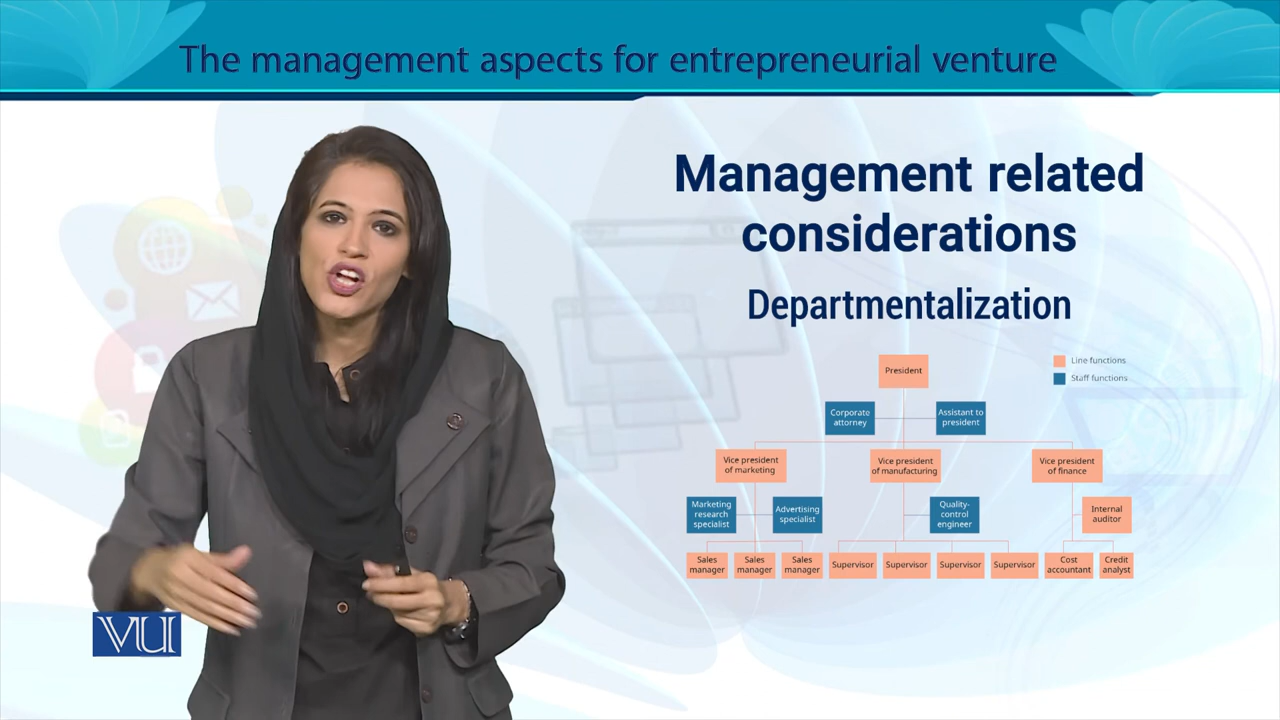 The management aspects for entrepreneurial venture
Management related
considerations
Departmentalization
President
Line functions
Staff functions
Corporate
attorney
Assistant to
president
Vice president
of marketing
Vice president
of manufacturing
Vice president
of finance
Marketing
research
specialist
Advertising
specialist
Quality-
control
engineer
Internal
auditor
Sales
manager
Sales
manager
Sales
manager
Supervisor
Supervisor
Supervisor
Supervisor
Cost
accountant
Credit
analyst
VU